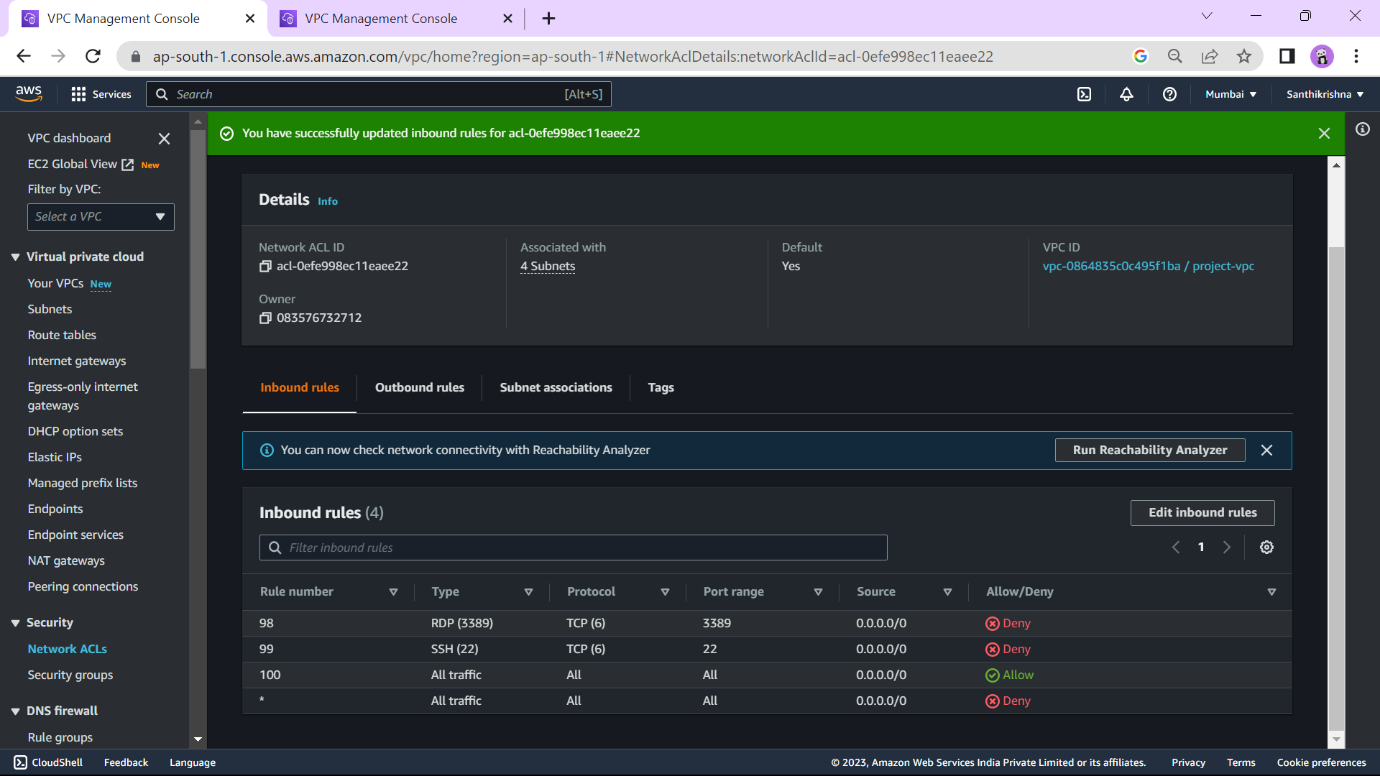 VPC Management Console
VPC Management Console
ap-south-1.console.aws.amazon.com/vpc/home?region=ap-south-1#NetworkAclDetails:networkAclId=acl-0efe998ec11eaee22
aws Services Search [Alt+S] Mumbai Santhikrishna
VPC dashboard
EC2 Global View New
Filter by VPC:
Select a VPC
Virtual private cloud
Your VPCs New
Subnets
Route tables
Internet gateways
Egress-only internet
gateways
DHCP option sets
Elastic IPs
Managed prefix lists
Endpoints
Endpoint services
NAT gateways
Peering connections
Security
Network ACLs
Security groups
DNS firewall
Rule groups
You have successfully updated inbound rules for acl-0efe998ec11eaee22
Details Info
Network ACL ID
acl-0efe998ec11eaee22
Associated with
4 Subnets
Default
Yes
VPC ID
vpc-0864835c0c495f1ba / project-vpc
Owner
083576732712
Inbound rules Outbound rules Subnet associations Tags
You can now check network connectivity with Reachability Analyzer Run Reachability Analyzer
Inbound rules (4) Edit inbound rules
Filter inbound rules 1
Rule number Type Protocol Port range Source Allow/Deny
98 RDP (3389) TCP (6) 3389 0.0.0.0/0 Deny
99 SSH (22) TCP (6) 22 0.0.0.0/0 Deny
100 All traffic All All 0.0.0.0/0 Allow
* All traffic All All 0.0.0.0/0 Deny
CloudShell Feedback Language © 2023, Amazon Web Services India Private Limited or its affiliates. Privacy Terms Cookie preferences